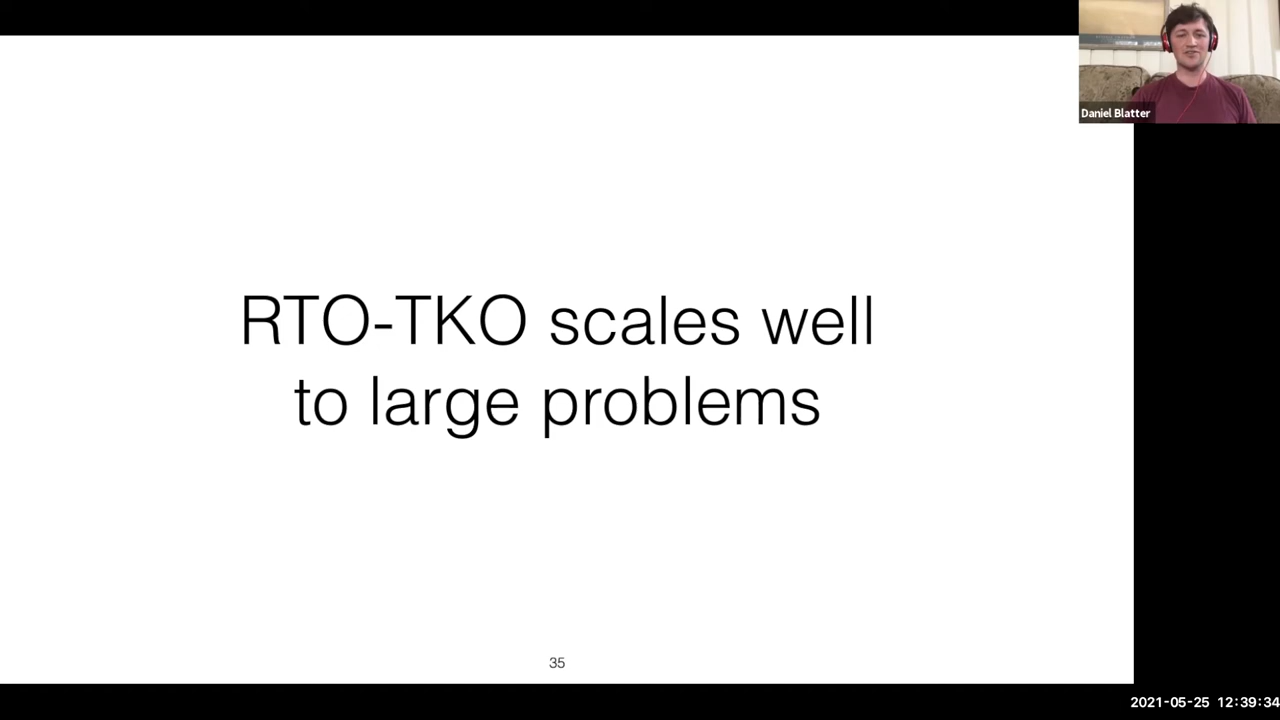 Daniel Blatter
RTO-TKO scales well
to large problems
35
2021-05-25 12:39:34